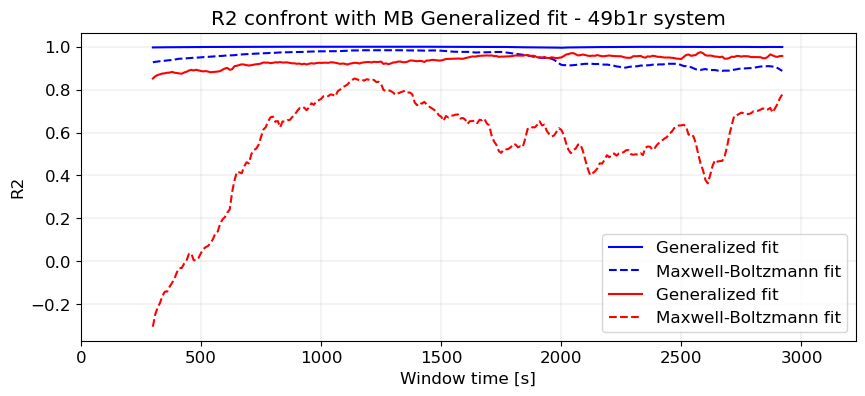 R2 confront with MB Generalized fit - 49b1r system
R2
1.0
0.8
0.6
0.4
0.2
0.0
−0.2
0
500
1000
1500
2000
2500
3000
Window time [s]
Generalized fit
Maxwell-Boltzmann fit
Generalized fit
Maxwell-Boltzmann fit